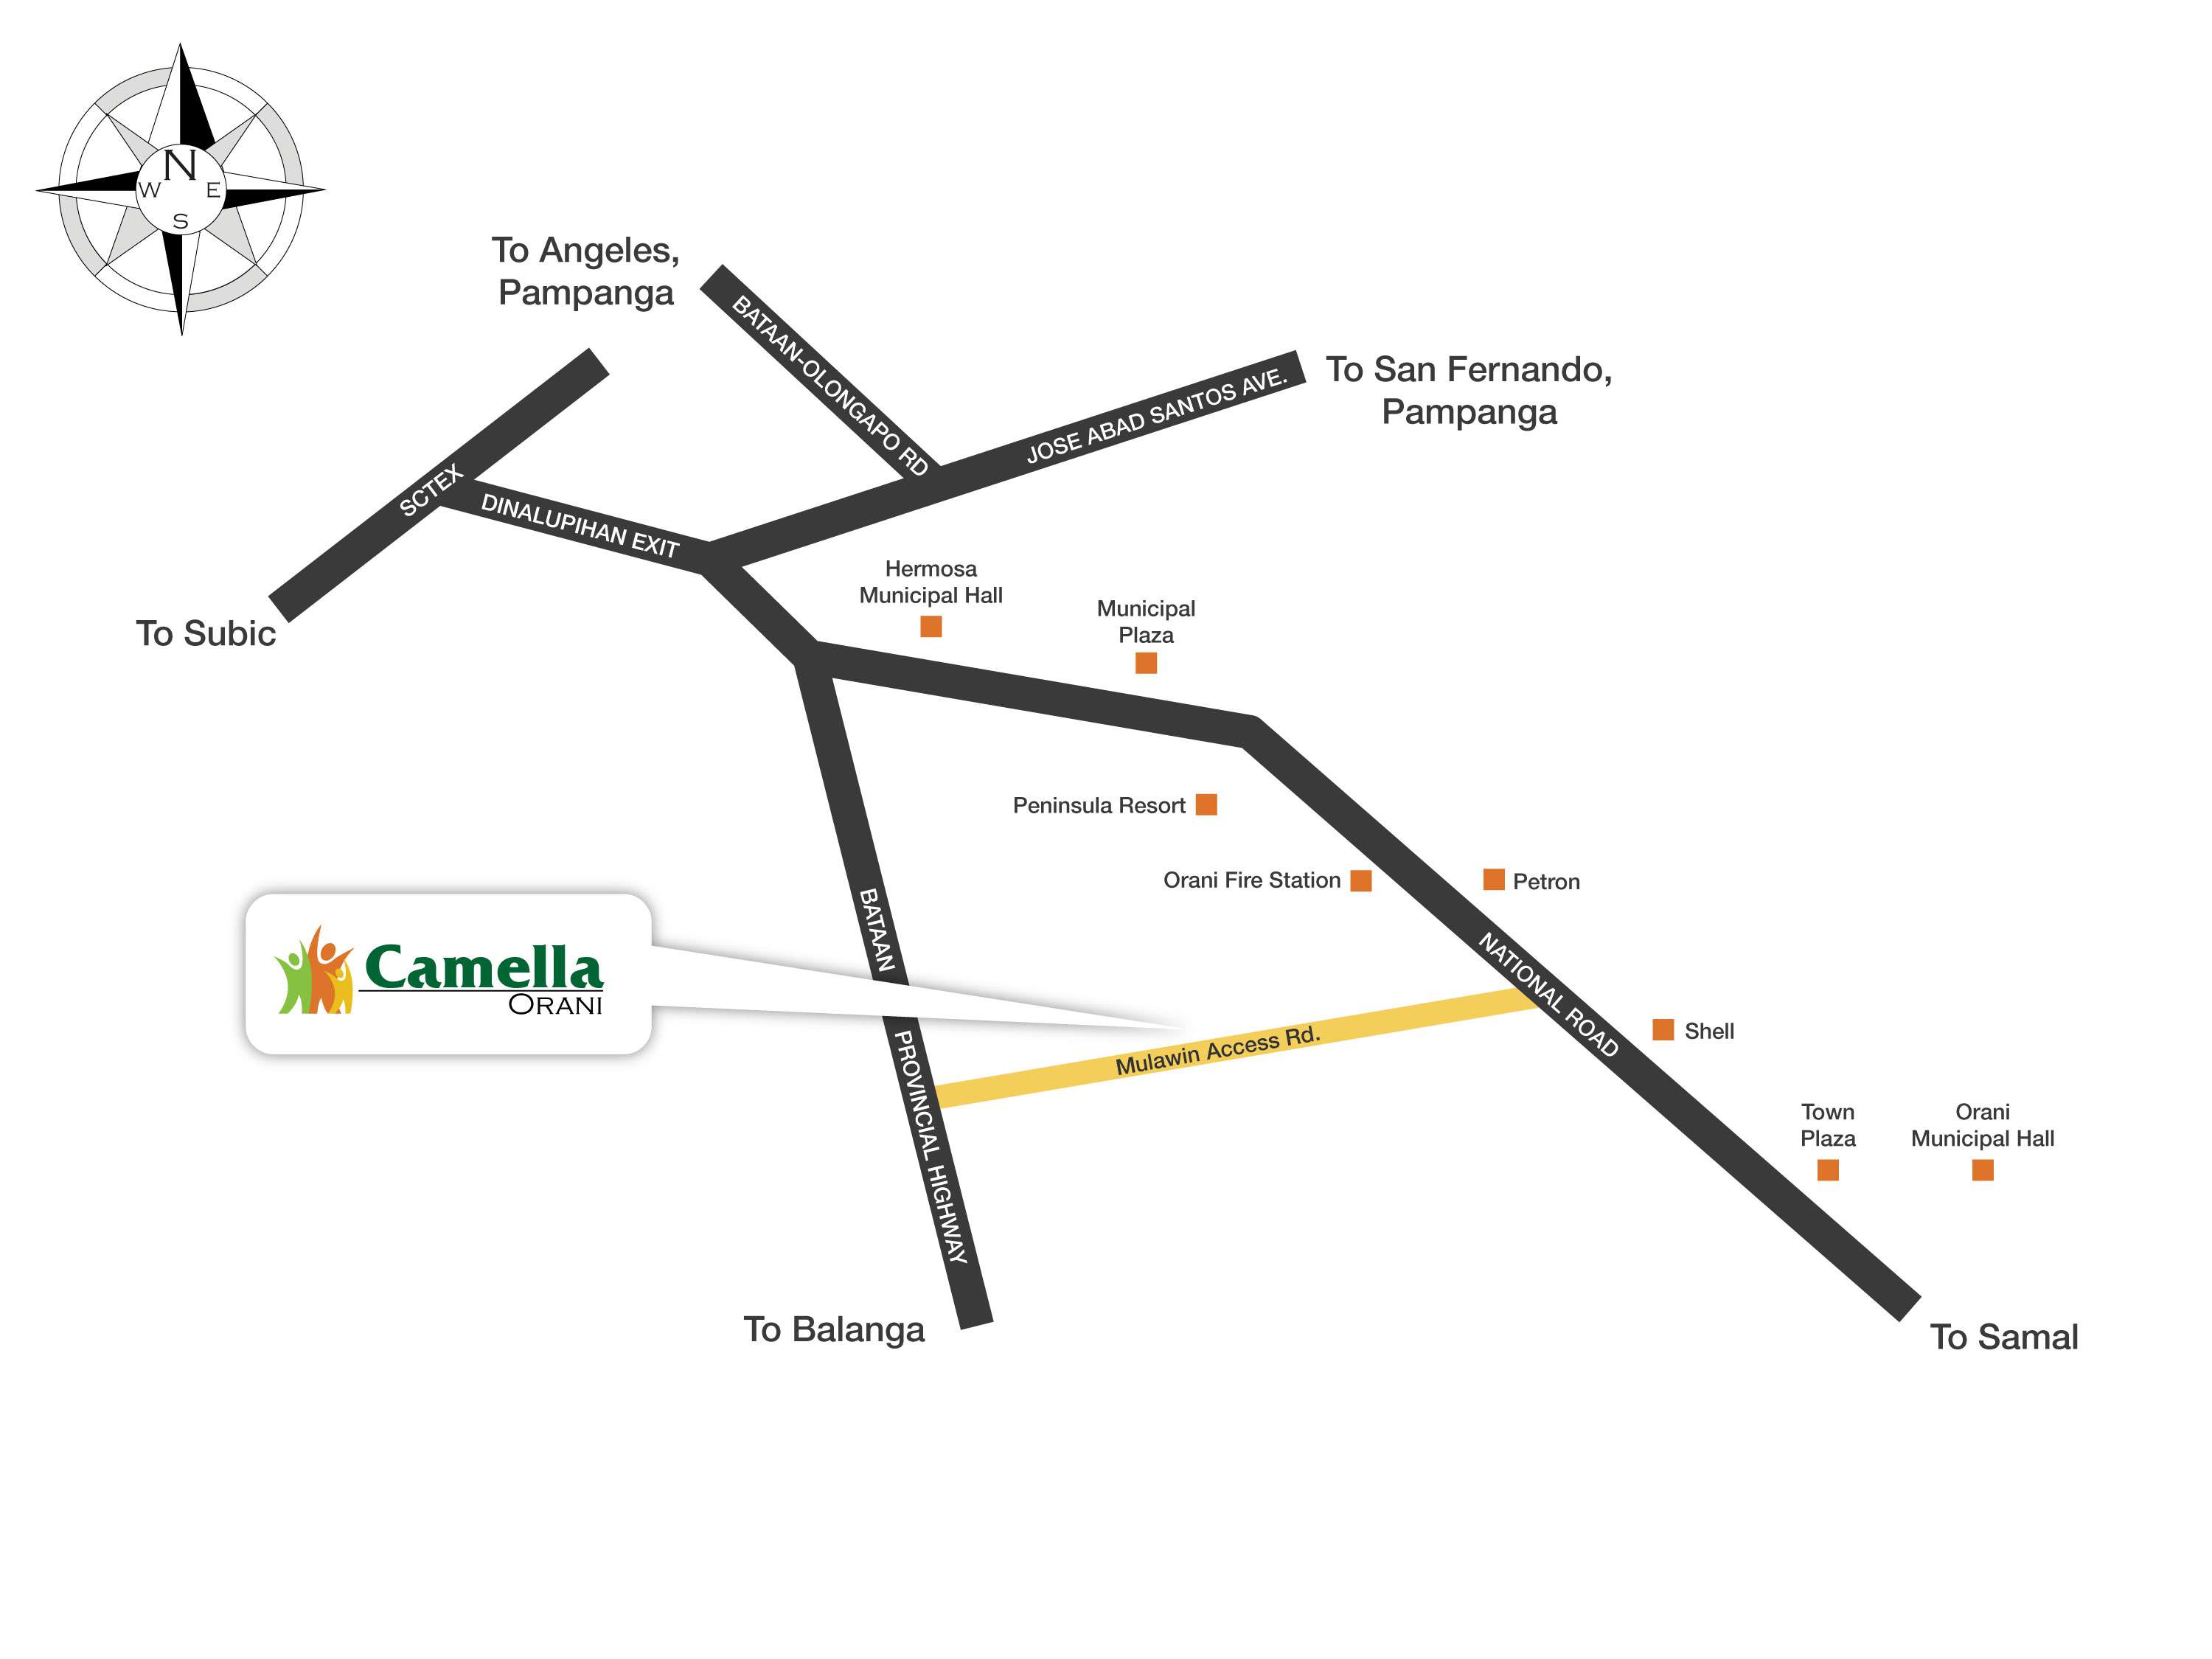 N
W E
S
To Angeles,
Pampanga
BATAAN-OLONGAPO RD
JOSE ABAD SANTOS AVE.
To San Fernando,
Pampanga
SCTEX
DINALUPIHAN EXIT
To Subic
Hermosa
Municipal Hall
Municipal
Plaza
Peninsula Resort
Orani Fire Station
Petron
BATAAN PROVINCIAL HIGHWAY
NATIONAL ROAD
Camella
ORANI
Mulawin Access Rd.
Shell
Town
Plaza
Orani
Municipal Hall
To Balanga
To Samal